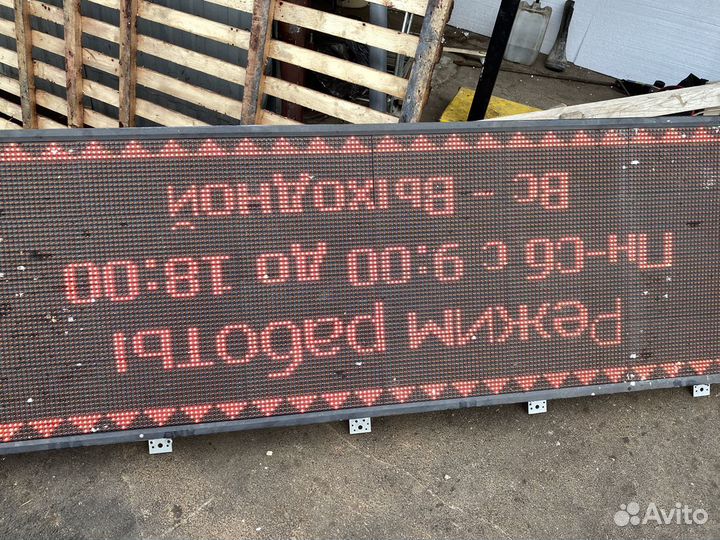 Режим работы
Пн-Сб с 9:00 до 18:00
Вс - Выходной
Avito